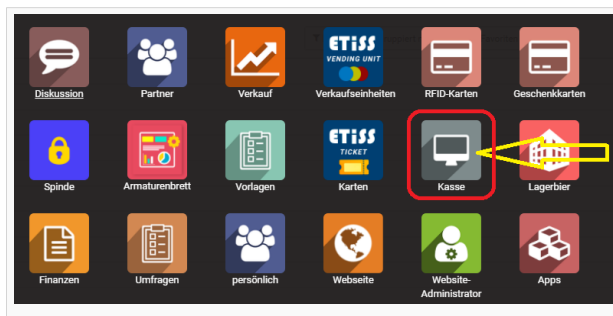 ETiSS
VENDING UNIT
Diskussion
Partner
Verkauf
Verkaufseinheiten
RFID-Karten
Geschenkkarten
ETiSS
TICKET
Spinde
Armaturenbrett
Vorlagen
Karten
Kasse
Lagerbier
Finanzen
Umfragen
persönlich
Webseite
Website-
Administrator
Apps